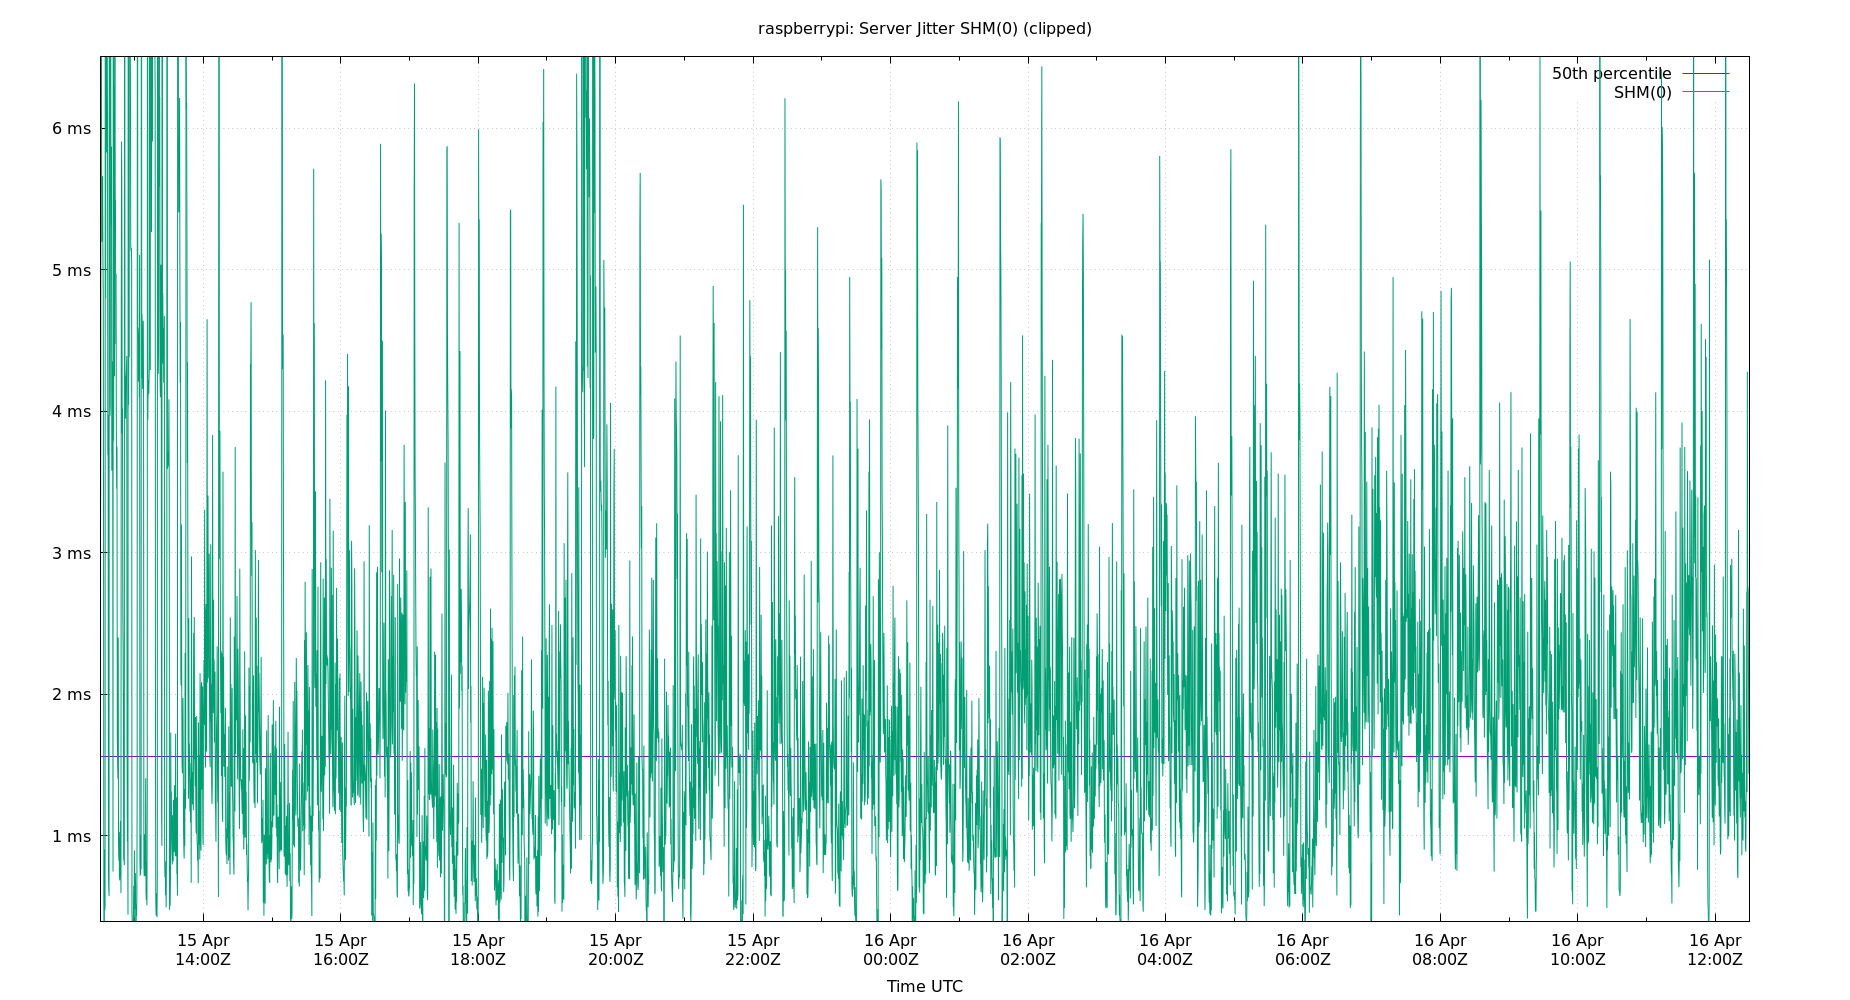 raspberrypi: Server Jitter SHM(0) (clipped)
50th percentile
SHM(0)
6 ms
5 ms
4 ms
3 ms
2 ms
1 ms
15 Apr 15 Apr 15 Apr 15 Apr 15 Apr 16 Apr 16 Apr 16 Apr 16 Apr 16 Apr 16 Apr 16 Apr
14:00Z 16:00Z 18:00Z 20:00Z 22:00Z 00:00Z 02:00Z 04:00Z 06:00Z 08:00Z 10:00Z 12:00Z
Time UTC